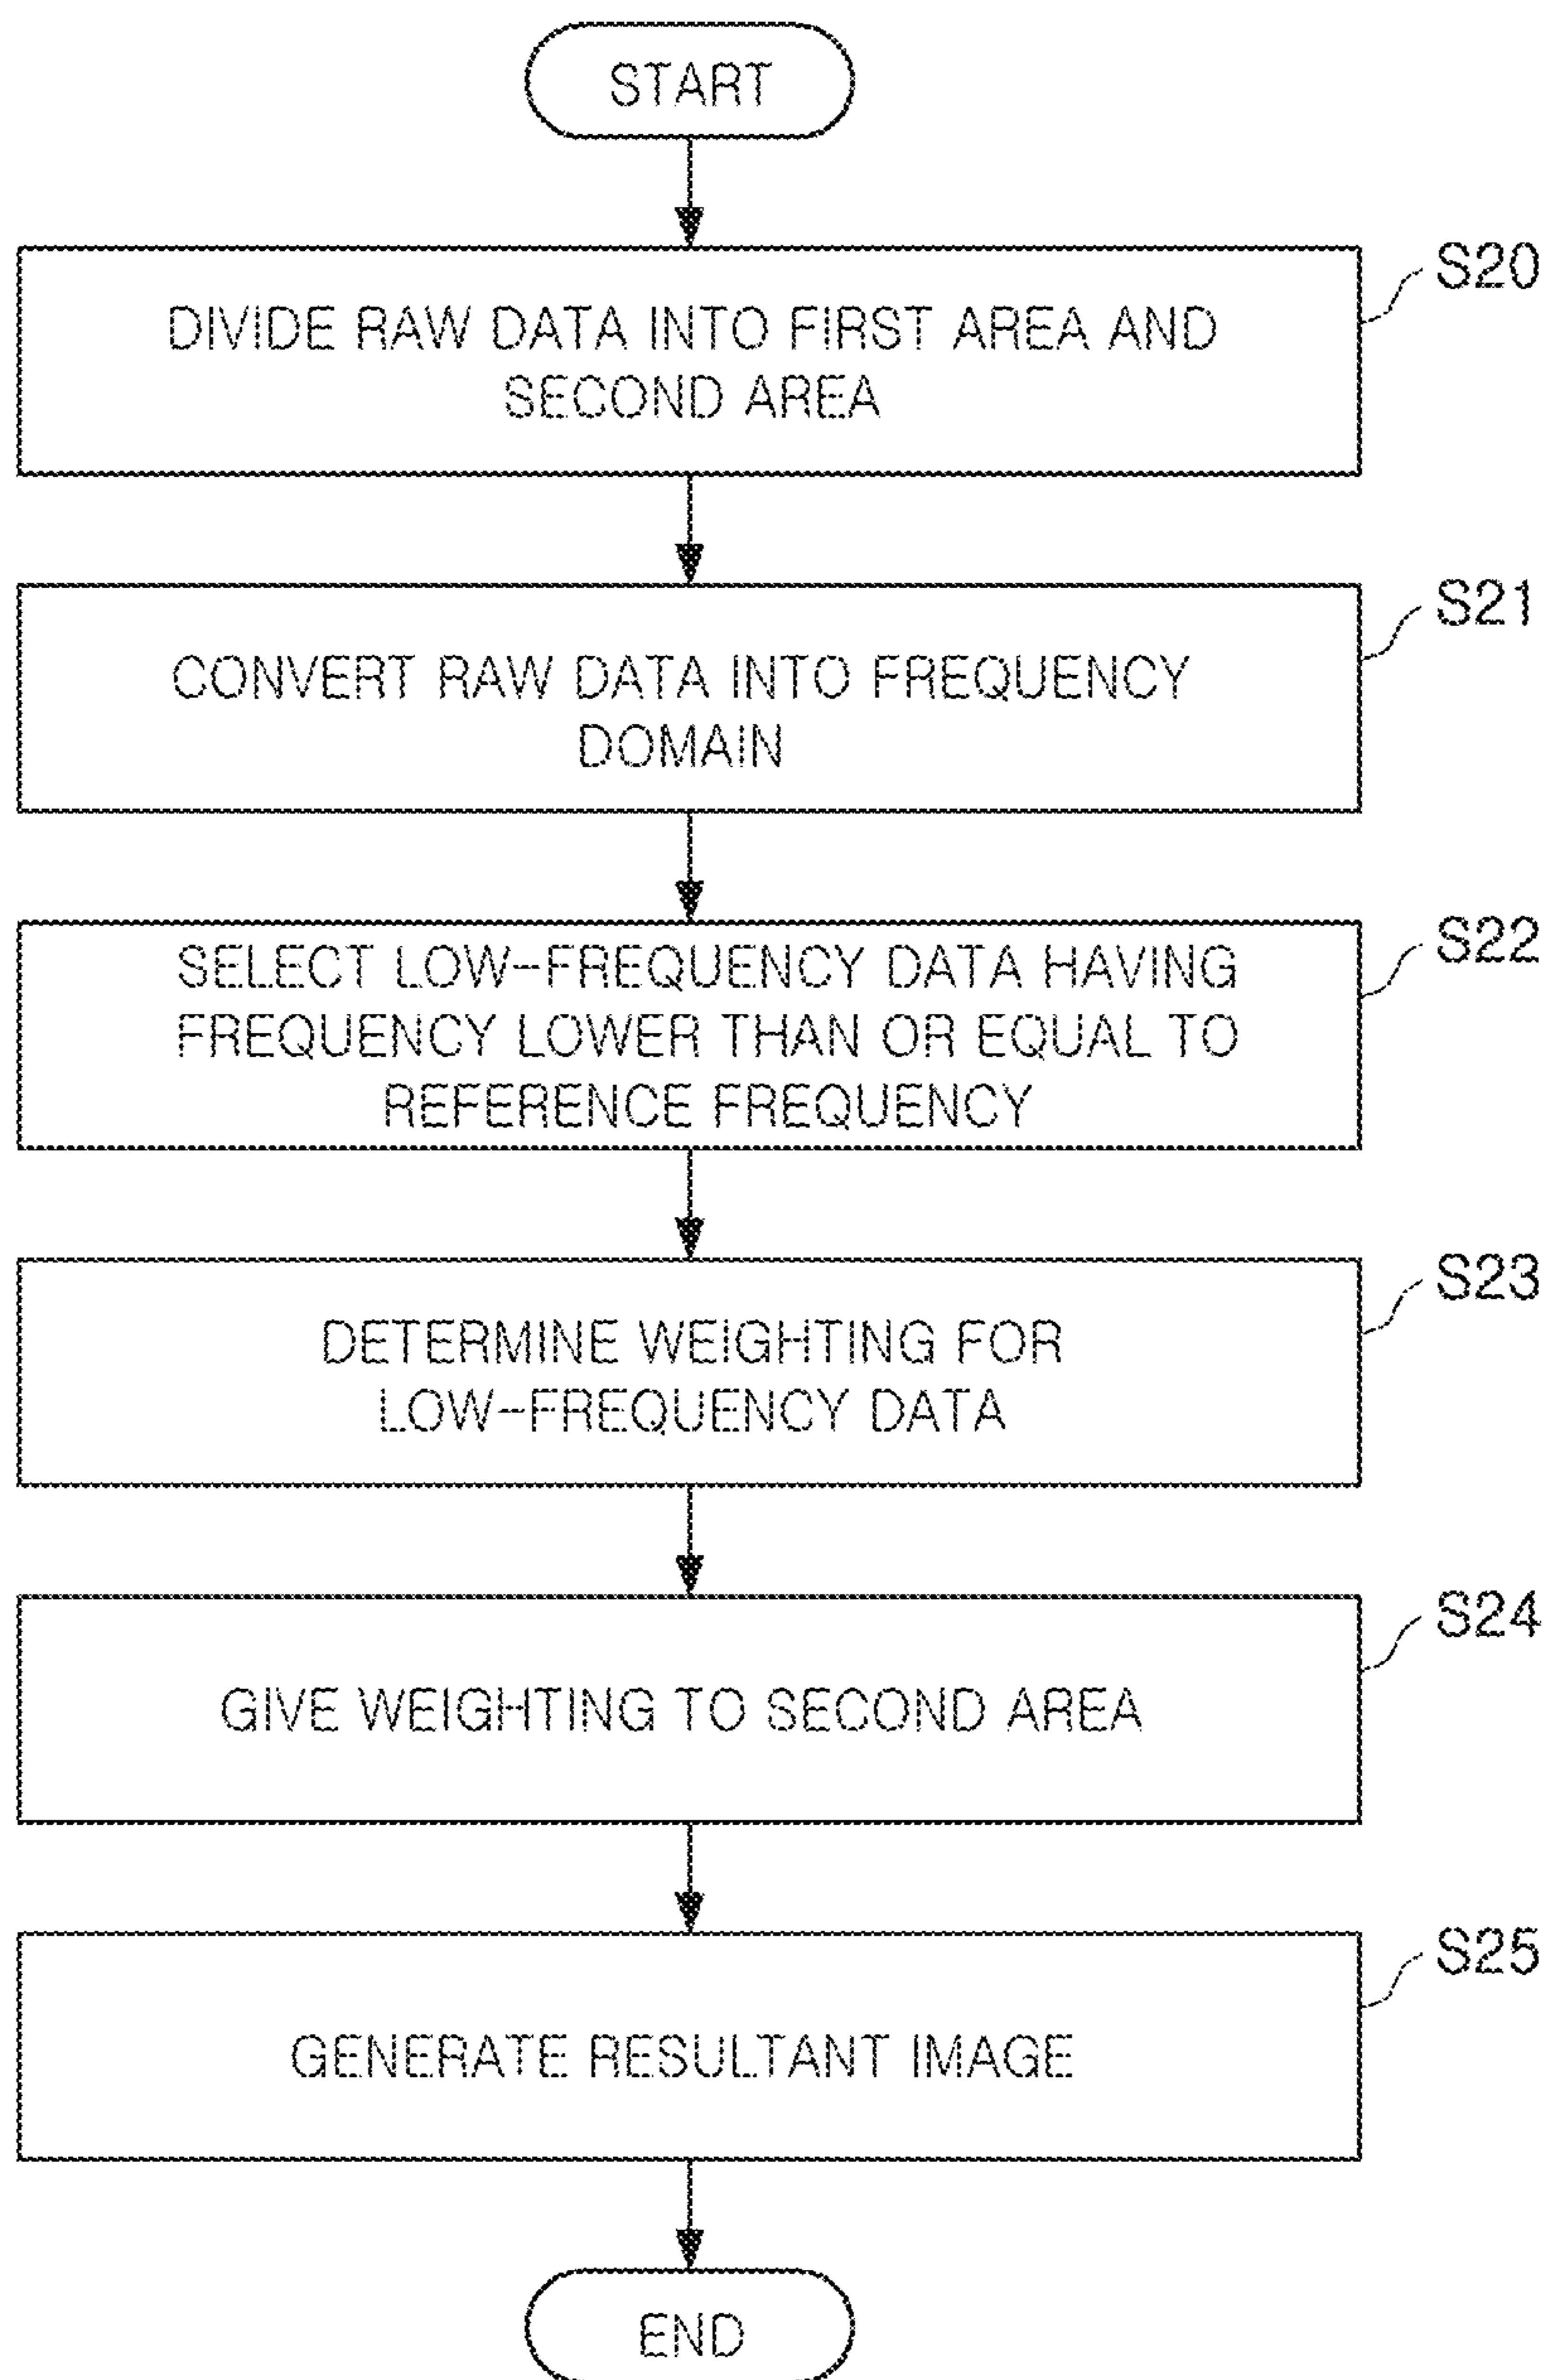 START
S20
DIVIDE RAW DATA INTO FIRST AREA AND
SECOND AREA
S21
CONVERT RAW DATA INTO FREQUENCY
DOMAIN
S22
SELECT LOW-FREQUENCY DATA HAVING
FREQUENCY LOWER THAN OR EQUAL TO
REFERENCE FREQUENCY
S23
DETERMINE WEIGHTING FOR
LOW-FREQUENCY DATA
S24
GIVE WEIGHTING TO SECOND AREA
S25
GENERATE RESULTANT IMAGE
END